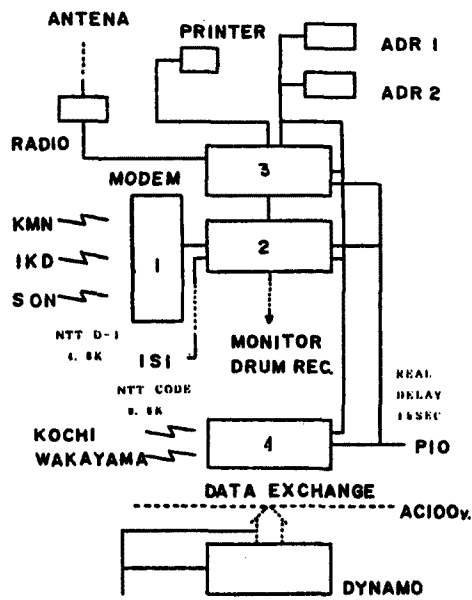 ANTENA
PRINTER
ADR 1
ADR 2
RADIO
3
MODEM
KMN
1
2
IKD
SON
NTT D-1
ISI
MONITOR
DRUM REC.
NTT CODE
REAL
DELAY
15SEC
KOCHI
WAKAYAMA
4
PIO
DATA EXCHANGE
AC100V.
DYNAMO